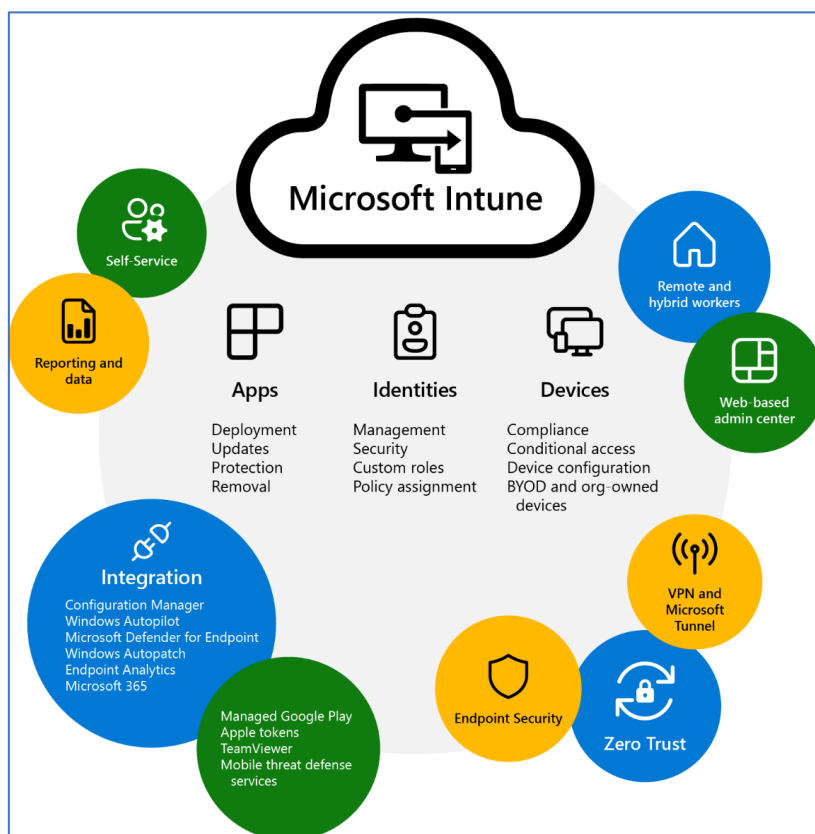 Microsoft Intune
Self-Service
Reporting and
data
Remote and
hybrid workers
Web-based
admin center
Apps
Deployment
Updates
Protection
Removal
Identities
Management
Security
Custom roles
Policy assignment
Devices
Compliance
Conditional access
Device configuration
BYOD and org-owned
devices
Integration
Configuration Manager
Windows Autopilot
Microsoft Defender for Endpoint
Windows Autopatch
Endpoint Analytics
Microsoft 365
Managed Google Play
Apple tokens
TeamViewer
Mobile threat defense
services
Endpoint Security
VPN and
Microsoft
Tunnel
Zero Trust